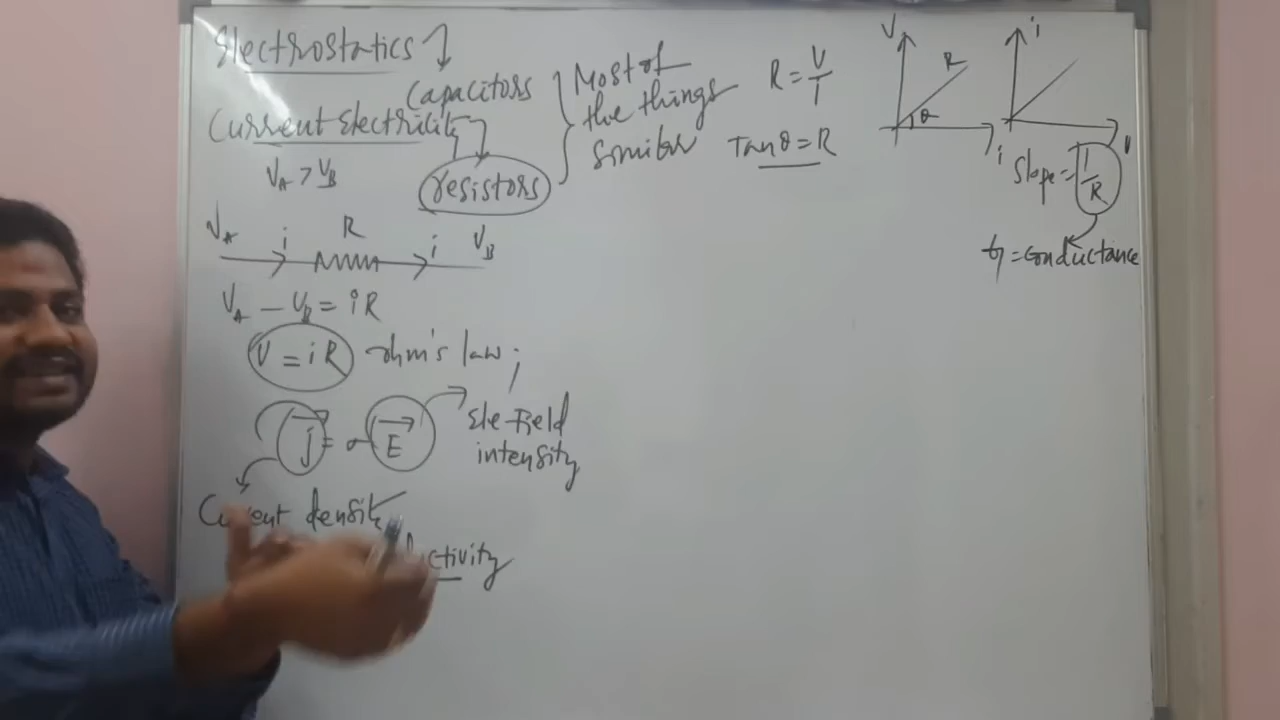 Electrostatics
Capacitors
Current Electricity
resistors
Most of
the things
similar
R = V/I
Tanθ = R
V
R
θ
i
i
V
Slope = 1/R
G = conductance
V_A > V_B
V_A i R i V_B
V_A - V_B = iR
V = iR ohm's law;
j = σ E
Ele-Field
intensity
Current density
ctivity